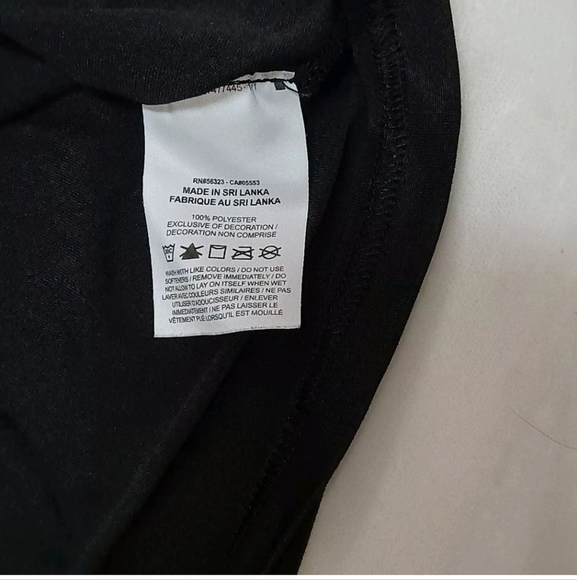 RN#56323 - CA#05553
MADE IN SRI LANKA
FABRIQUE AU SRI LANKA
100% POLYESTER
EXCLUSIVE OF DECORATION /
DECORATION NON COMPRISE
WASH WITH LIKE COLORS / DO NOT USE
SOFTENERS / REMOVE IMMEDIATELY / DO
NOT ALLOW TO LAY ON ITSELF WHEN WET
LAVER AVEC COULEURS SIMILAIRES / NE PAS
UTILISER D'ADOUCISSEUR / ENLEVER
IMMEDIATEMENT / NE PAS LAISSER LE
VÊTEMENT PLIÉ LORSQU'IL EST MOUILLÉ